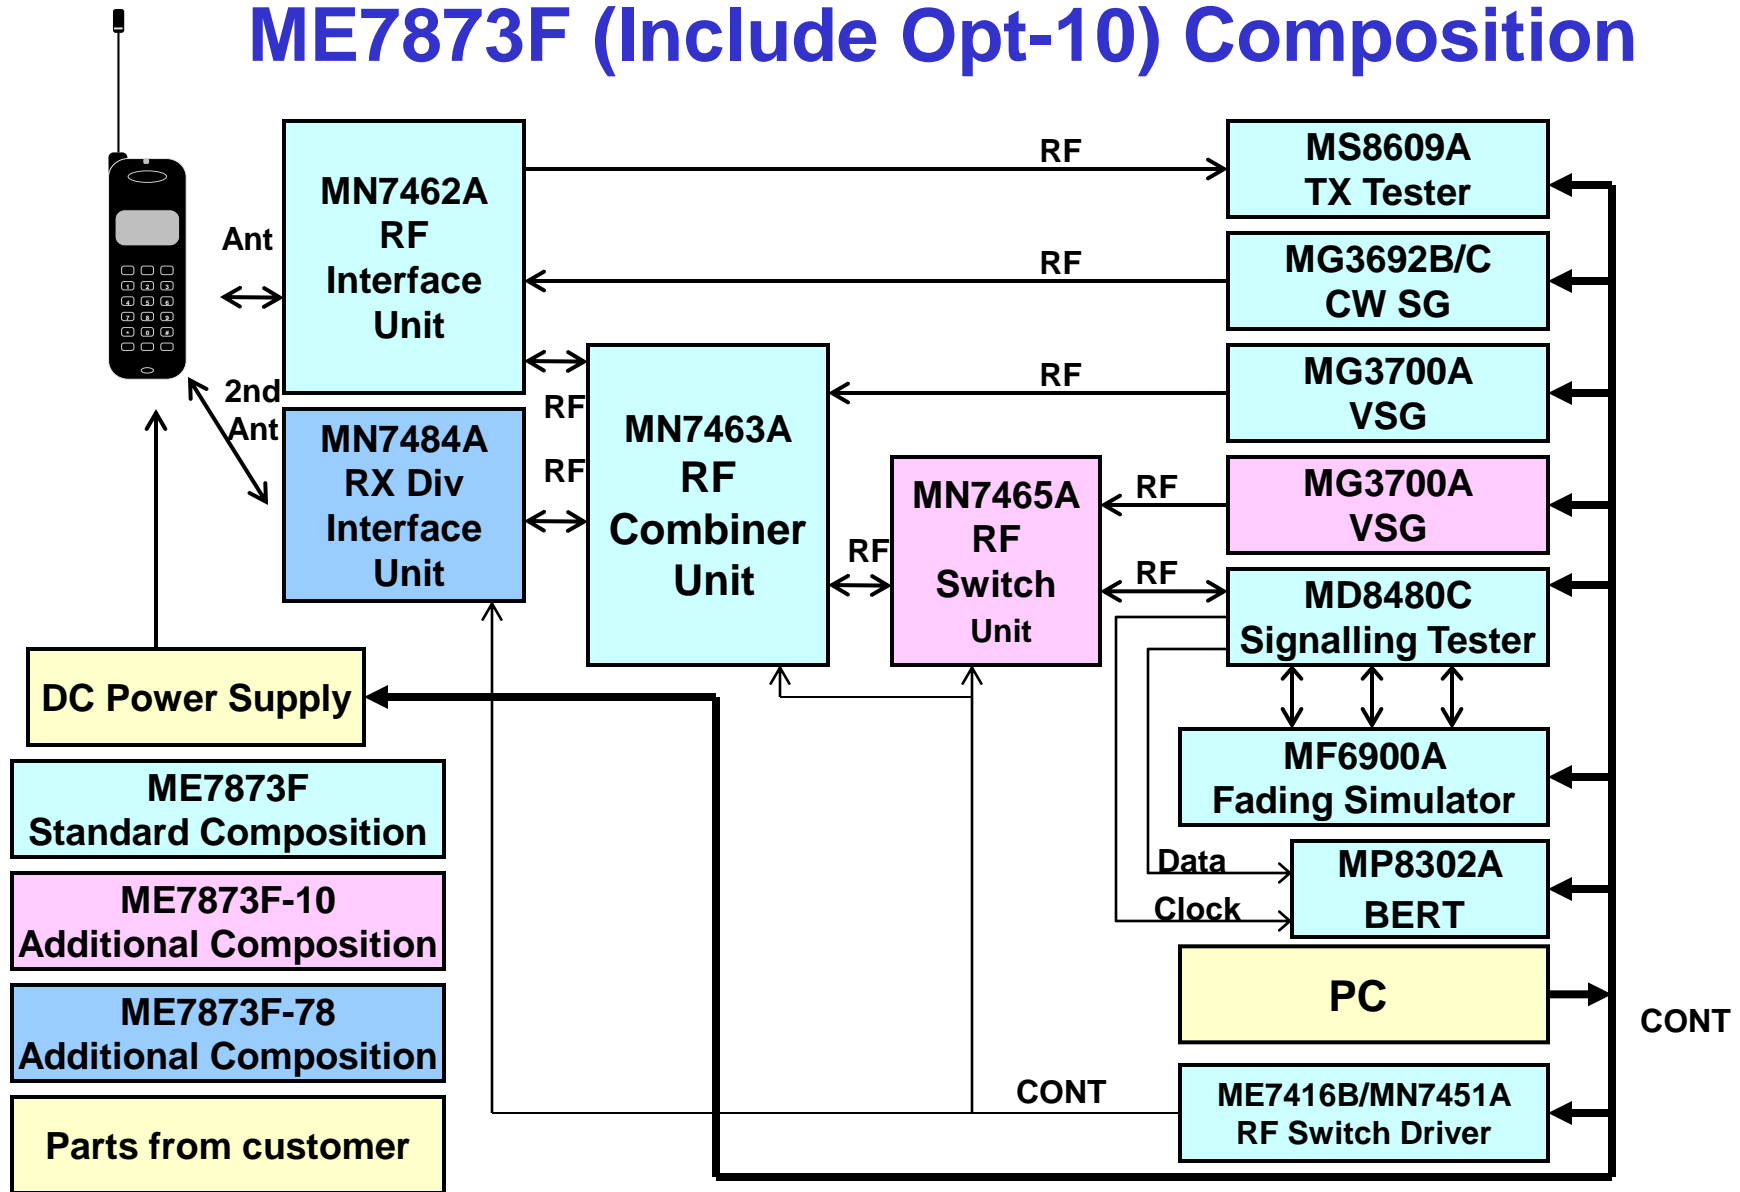 ME7873F (Include Opt-10) Composition
MN7462A
RF
Interface
Unit
RF
MS8609A
TX Tester
Ant
RF
MG3692B/C
CW SG
RF
MG3700A
VSG
2nd
Ant
RF
RF
MN7484A
RX Div
Interface
Unit
MN7463A
RF
Combiner
Unit
RF
MN7465A
RF
Switch
Unit
RF
MG3700A
VSG
RF
MD8480C
Signalling Tester
DC Power Supply
MF6900A
Fading Simulator
ME7873F
Standard Composition
Data
Clock
MP8302A
BERT
ME7873F-10
Additional Composition
PC
CONT
ME7873F-78
Additional Composition
CONT
ME7416B/MN7451A
RF Switch Driver
Parts from customer